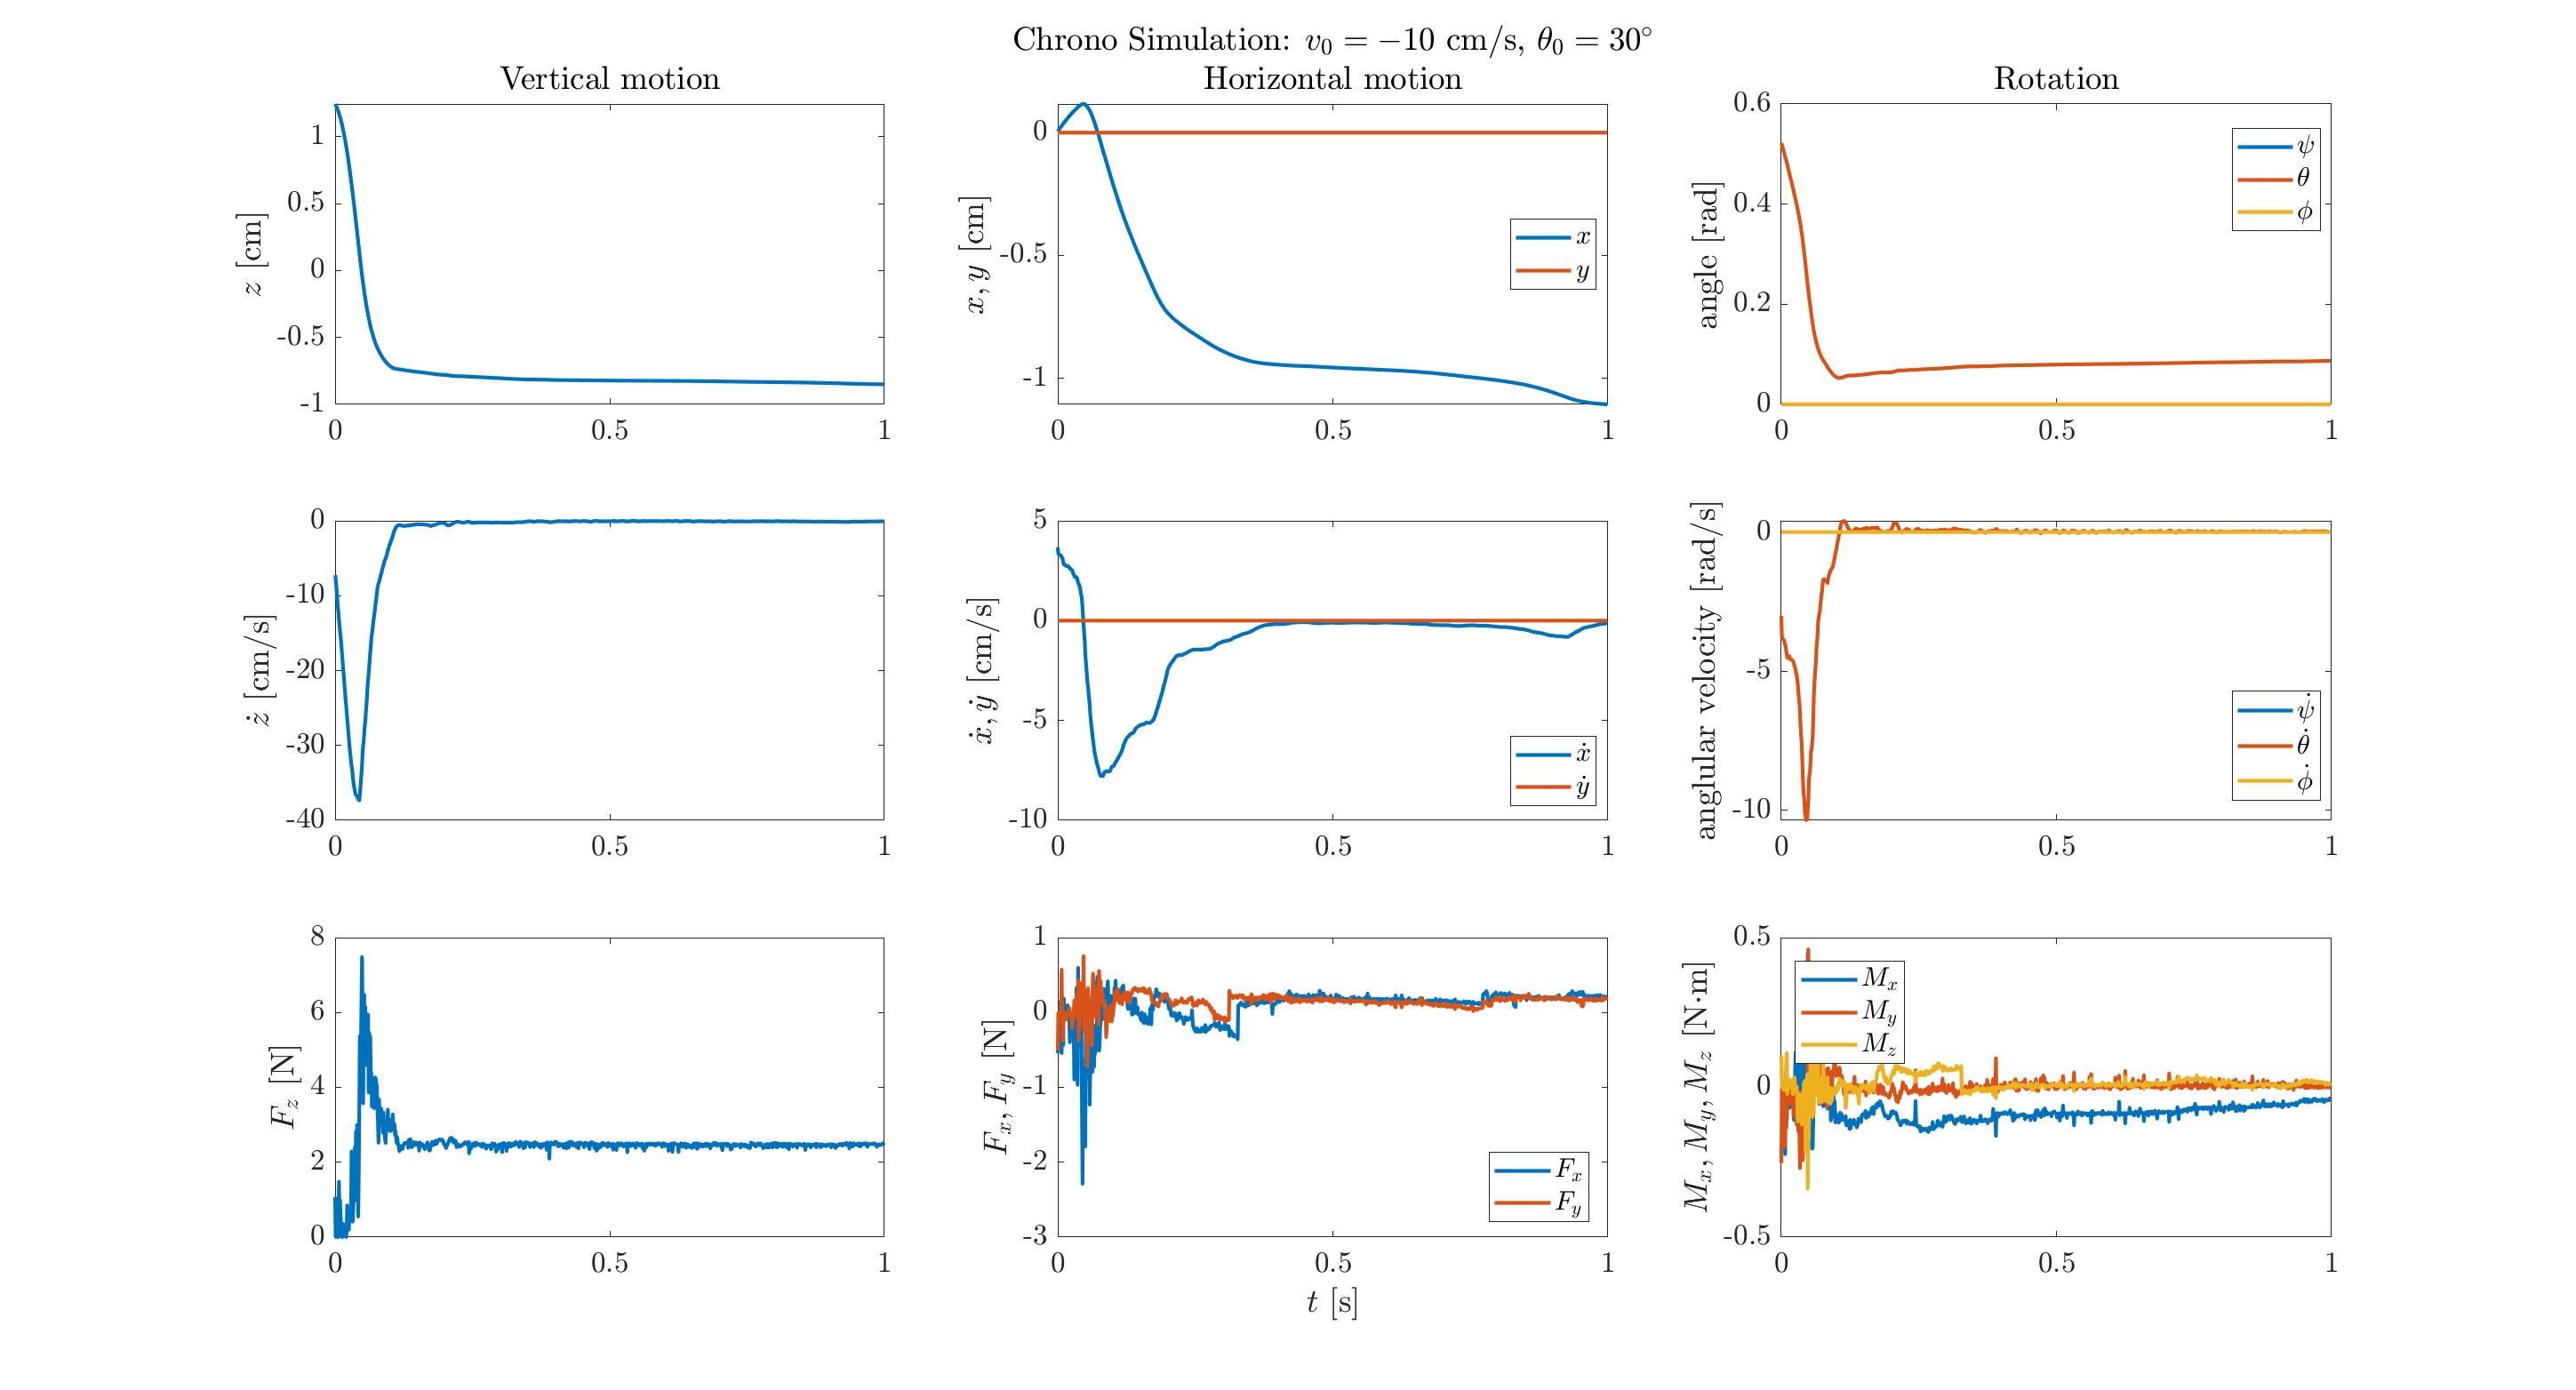 Chrono Simulation: v₀ = −10 cm/s, θ₀ = 30°
Vertical motion
Horizontal motion
Rotation
z [cm]
1
0.5
0
-0.5
-1
0
0.5
1
x, y [cm]
0
-0.5
-1
0
0.5
1
x
y
angle [rad]
0.6
0.4
0.2
0
0
0.5
1
ψ
θ
ϕ
ż [cm/s]
0
-10
-20
-30
-40
0
0.5
1
ẋ, ẏ [cm/s]
5
0
-5
-10
0
0.5
1
ẋ
ẏ
anglular velocity [rad/s]
0
-5
-10
0
0.5
1
ψ̇
θ̇
ϕ̇
F_z [N]
8
6
4
2
0
0
0.5
1
F_x, F_y [N]
1
0
-1
-2
-3
0
0.5
1
F_x
F_y
M_x, M_y, M_z [N·m]
0.5
0
-0.5
0
0.5
1
M_x
M_y
M_z
t [s]